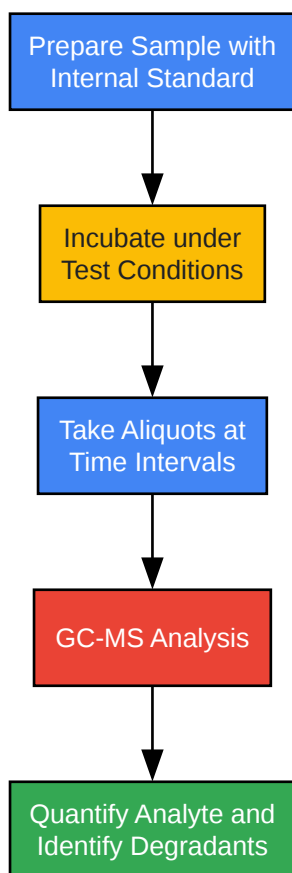 Prepare Sample with
Internal Standard
Incubate under
Test Conditions
Take Aliquots at
Time Intervals
GC-MS Analysis
Quantify Analyte and
Identify Degradants